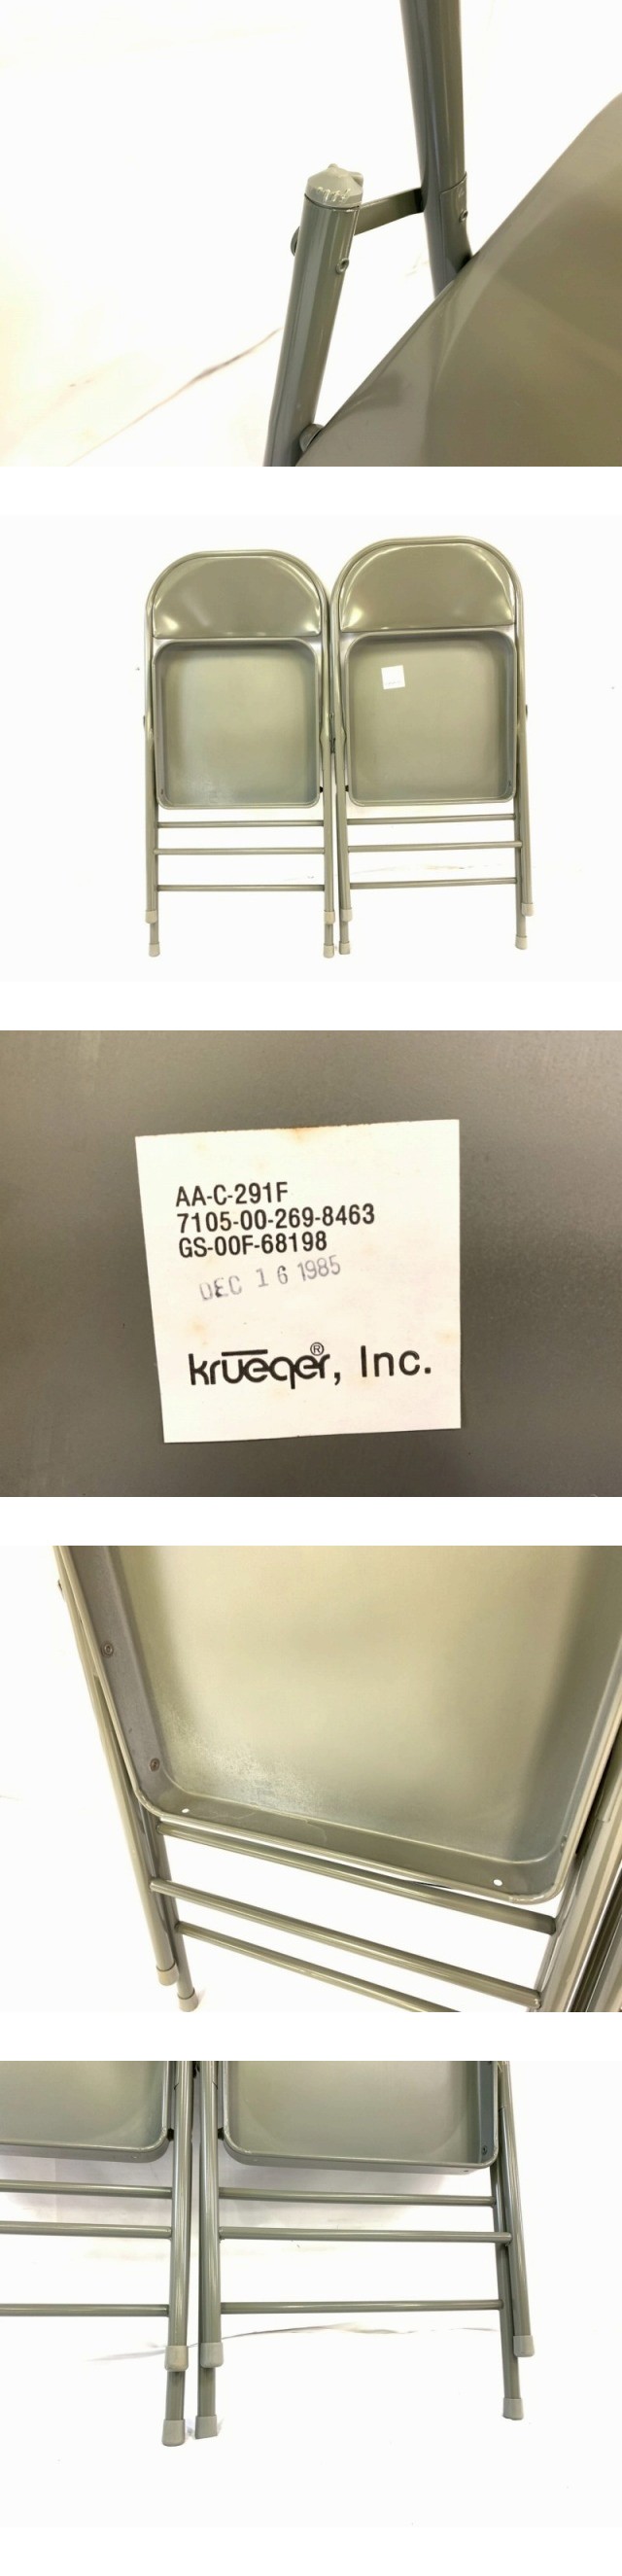 AA-C-291F
7105-00-269-8463
GS-00F-68198
DEC 16 1985
krueger®, Inc.